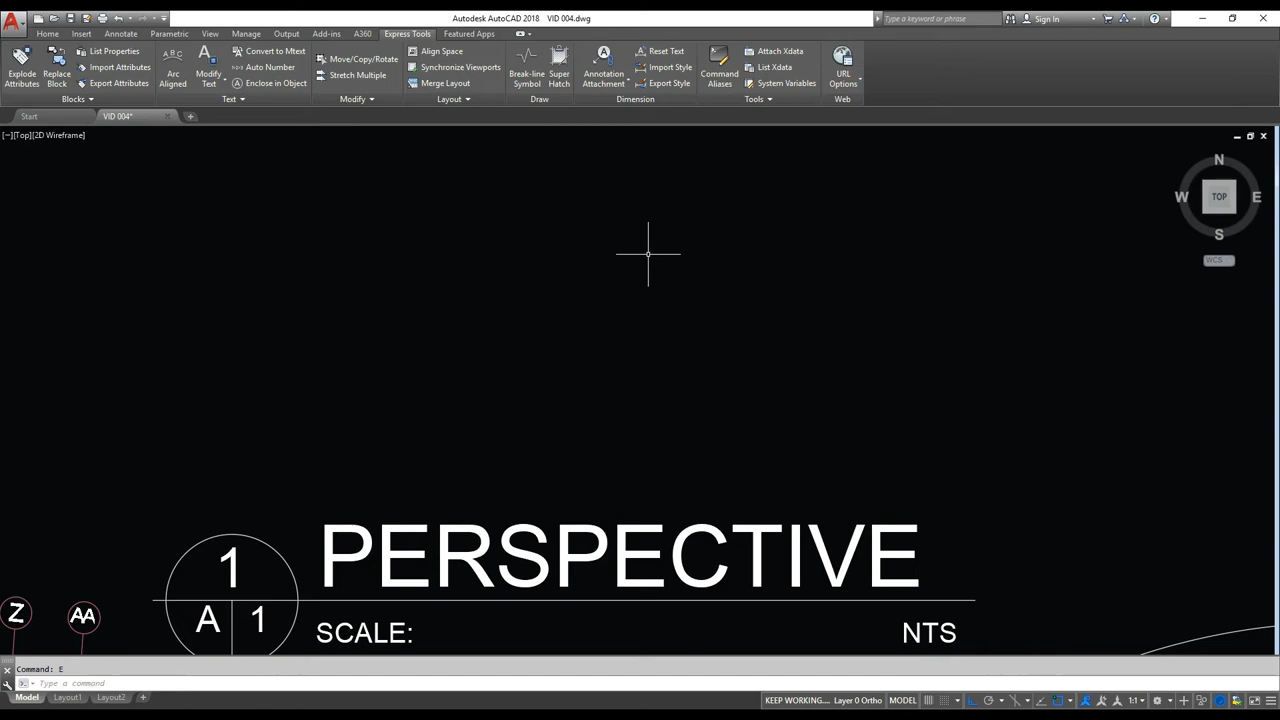 Autodesk AutoCAD 2018 VID 004.dwg
Type a keyword or phrase
Sign In
Home Insert Annotate Parametric View Manage Output Add-ins A360 Express Tools Featured Apps
Explode Attributes
Replace Block
List Properties
Import Attributes
Export Attributes
Blocks
Arc Aligned
Modify Text
Convert to Mtext
Auto Number
Enclose in Object
Text
Move/Copy/Rotate
Stretch Multiple
Modify
Align Space
Synchronize Viewports
Merge Layout
Layout
Break-line Symbol
Super Hatch
Draw
Annotation Attachment
Reset Text
Import Style
Export Style
Dimension
Command Aliases
Attach Xdata
List Xdata
System Variables
Tools
URL Options
Web
Start
VID 004*
[−][Top][2D Wireframe]
N
W TOP E
S
WCS
PERSPECTIVE
1
A 1
SCALE: NTS
Z
AA
Command: E
Type a command
Model Layout1 Layout2 +
KEEP WORKING.... Layer 0 Ortho MODEL
1:1